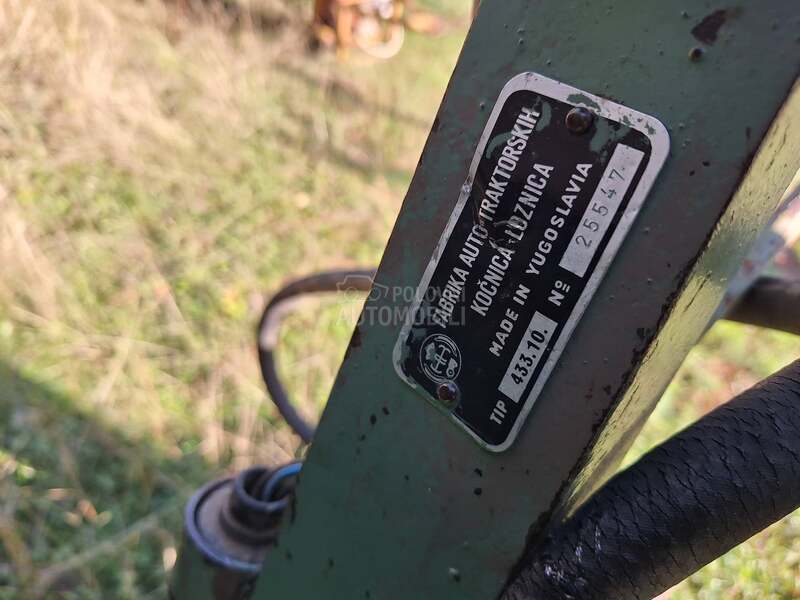 FABRIKA AUTO-TRAKTORSKIH
KOČNICA-LOZNICA
MADE IN YUGOSLAVIA
TIP 433.10. No 25547
POLOVNI
AUTOMOBILI